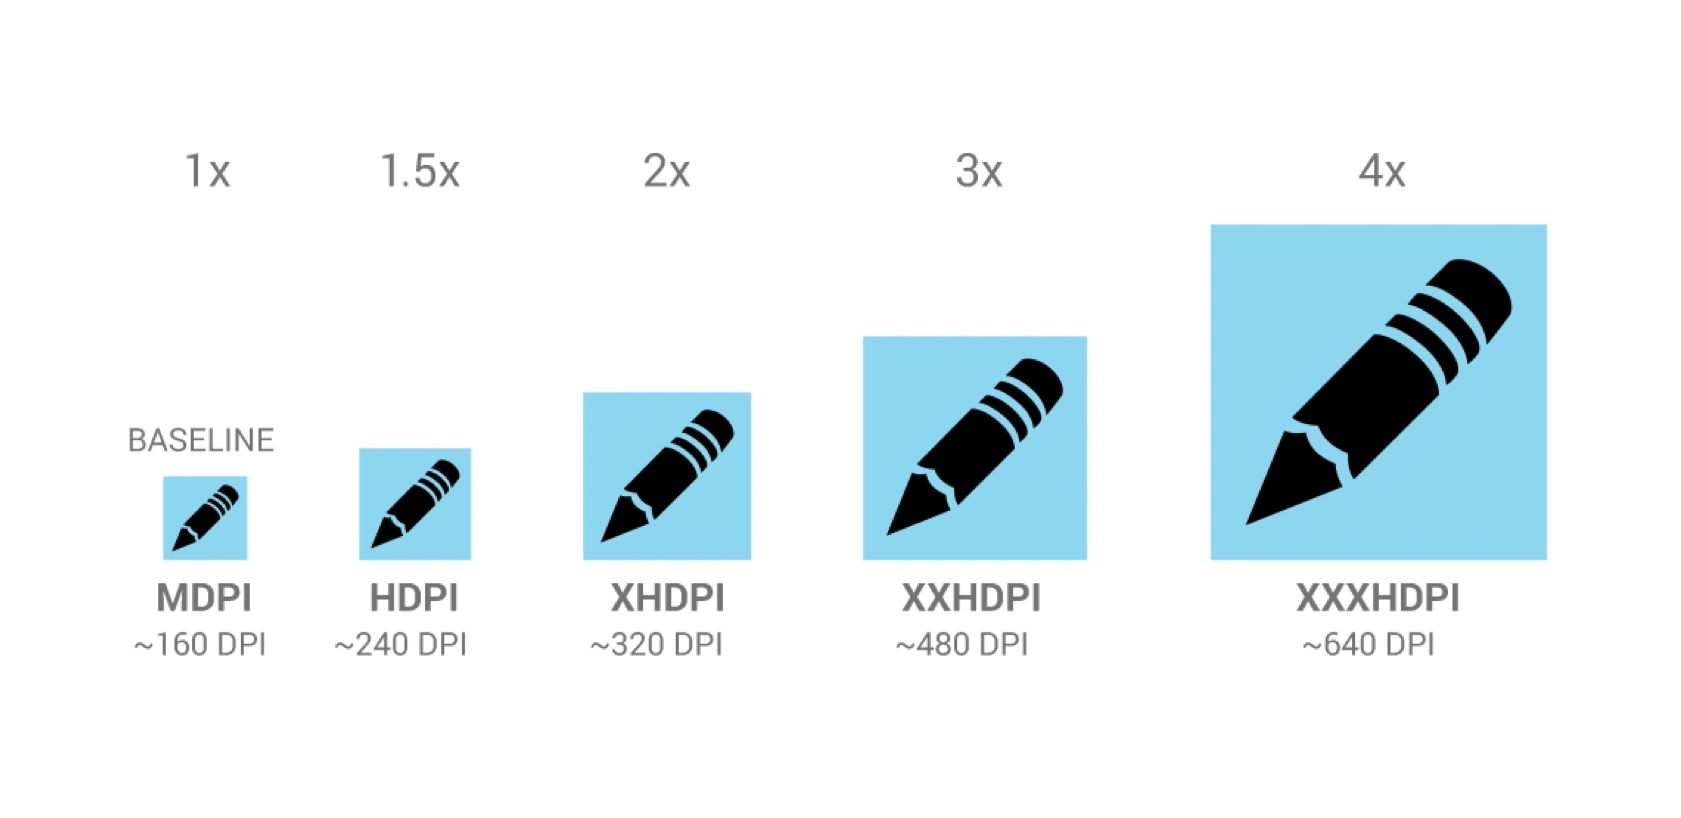 1x
1.5x
2x
3x
4x
BASELINE
MDPI
HDPI
XHDPI
XXHDPI
XXXHDPI
~160 DPI
~240 DPI
~320 DPI
~480 DPI
~640 DPI